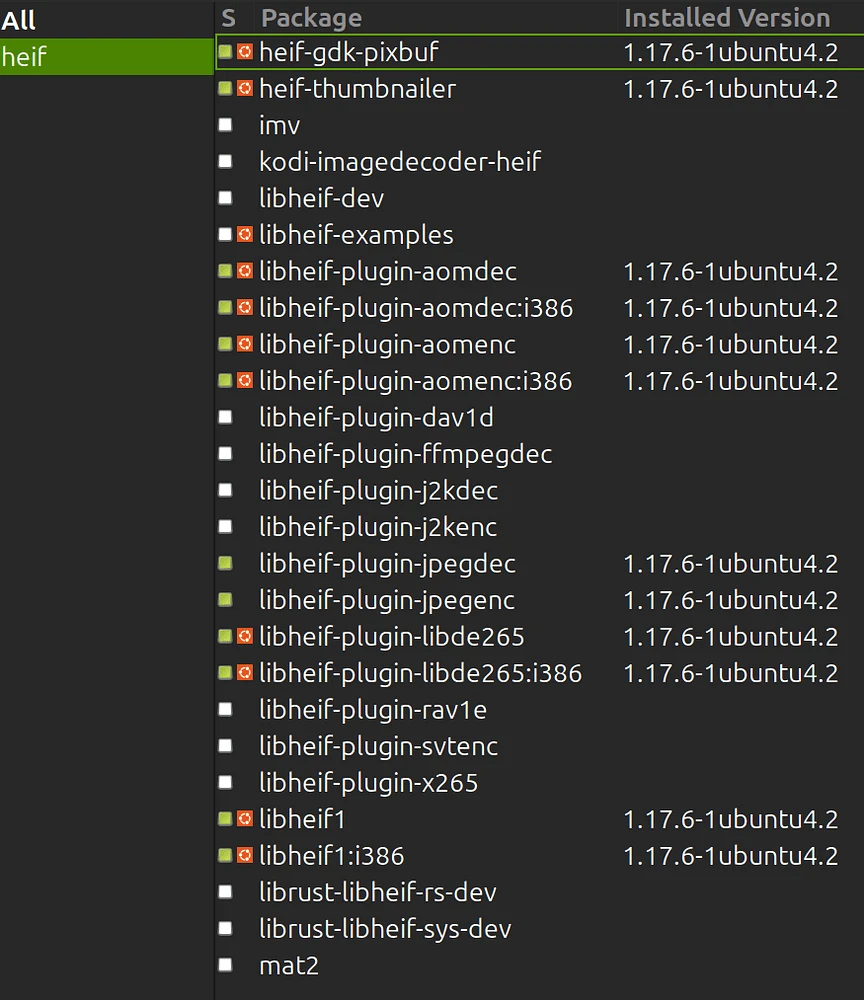 All
heif
S Package Installed Version
heif-gdk-pixbuf 1.17.6-1ubuntu4.2
heif-thumbnailer 1.17.6-1ubuntu4.2
imv
kodi-imagedecoder-heif
libheif-dev
libheif-examples
libheif-plugin-aomdec 1.17.6-1ubuntu4.2
libheif-plugin-aomdec:i386 1.17.6-1ubuntu4.2
libheif-plugin-aomenc 1.17.6-1ubuntu4.2
libheif-plugin-aomenc:i386 1.17.6-1ubuntu4.2
libheif-plugin-dav1d
libheif-plugin-ffmpegdec
libheif-plugin-j2kdec
libheif-plugin-j2kenc
libheif-plugin-jpegdec 1.17.6-1ubuntu4.2
libheif-plugin-jpegenc 1.17.6-1ubuntu4.2
libheif-plugin-libde265 1.17.6-1ubuntu4.2
libheif-plugin-libde265:i386 1.17.6-1ubuntu4.2
libheif-plugin-rav1e
libheif-plugin-svtenc
libheif-plugin-x265
libheif1 1.17.6-1ubuntu4.2
libheif1:i386 1.17.6-1ubuntu4.2
librust-libheif-rs-dev
librust-libheif-sys-dev
mat2